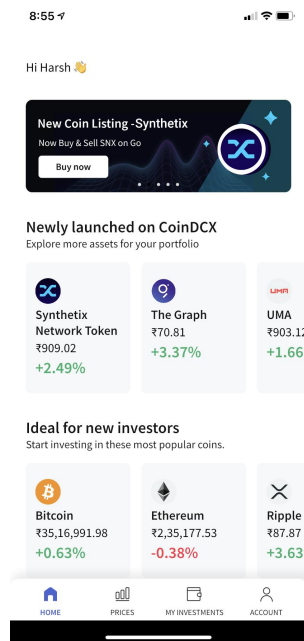 8:55
Hi Harsh 👋
New Coin Listing -Synthetix
Now Buy & Sell SNX on Go
Buy now
Newly launched on CoinDCX
Explore more assets for your portfolio
Synthetix
Network Token
₹909.02
+2.49%
The Graph
₹70.81
+3.37%
UMA
UMA
₹903.12
+1.66
Ideal for new investors
Start investing in these most popular coins.
Bitcoin
₹35,16,991.98
+0.63%
Ethereum
₹2,35,177.53
-0.38%
Ripple
₹87.87
+3.63
HOME
PRICES
MY INVESTMENTS
ACCOUNT